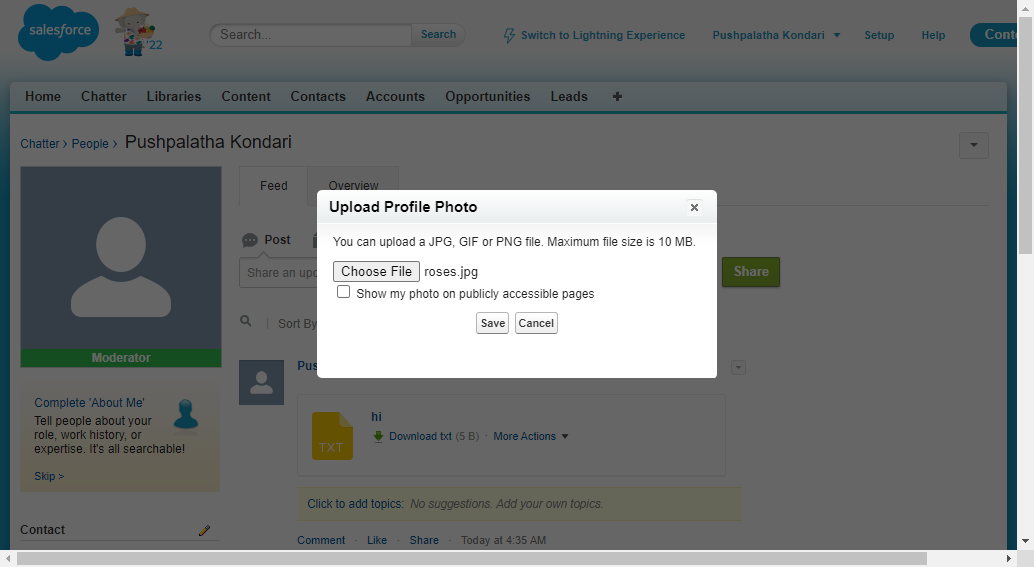 salesforce
'22
Search...
Search
Switch to Lightning Experience
Pushpalatha Kondari
Setup
Help
Home Chatter Libraries Content Contacts Accounts Opportunities Leads +
Chatter › People › Pushpalatha Kondari
Feed
Overview
Upload Profile Photo
You can upload a JPG, GIF or PNG file. Maximum file size is 10 MB.
Choose File roses.jpg
Show my photo on publicly accessible pages
Save Cancel
Post
Share
Sort By
Moderator
Complete 'About Me'
Tell people about your
role, work history, or
expertise. It's all searchable!
Skip >
Contact
hi
TXT
Download txt (5 B) · More Actions
Click to add topics: No suggestions. Add your own topics.
Comment · Like · Share · Today at 4:35 AM